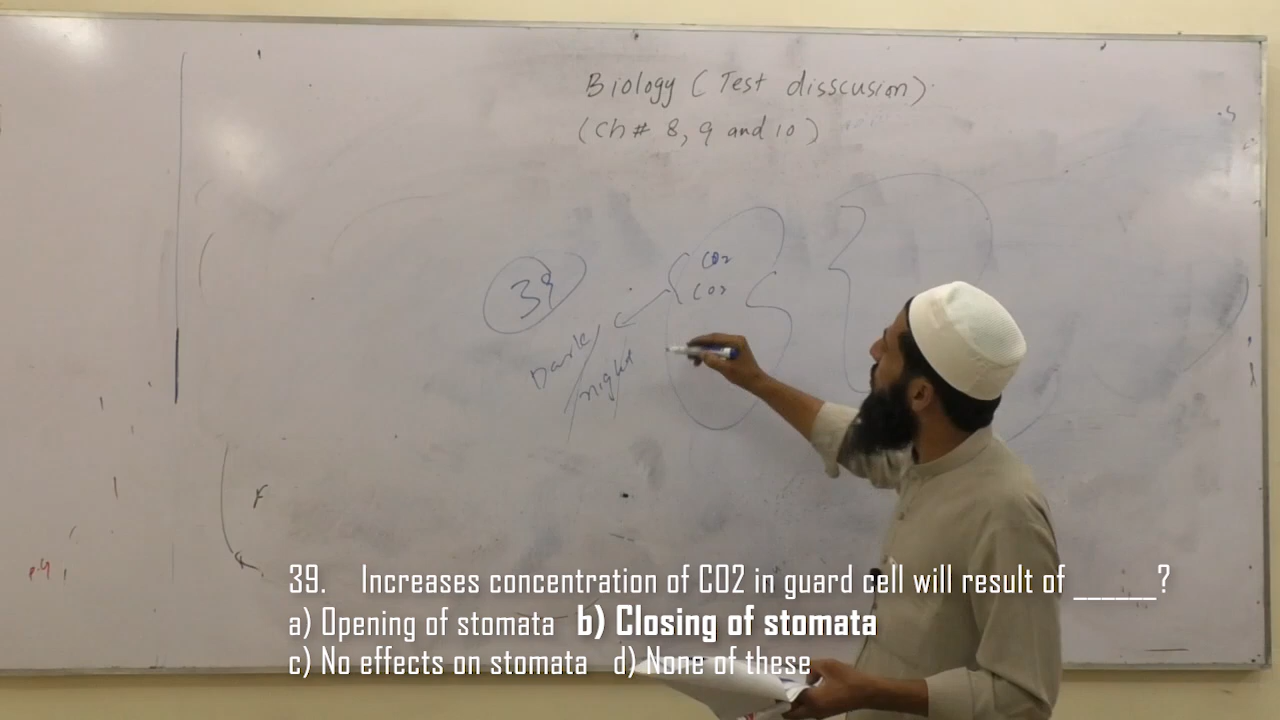 Biology (Test disscusion)
(Ch# 8, 9 and 10)
39
CO2
CO2
Dark/
night
F
39. Increases concentration of CO2 in guard cell will result of ______?
a) Opening of stomata b) Closing of stomata
c) No effects on stomata d) None of these